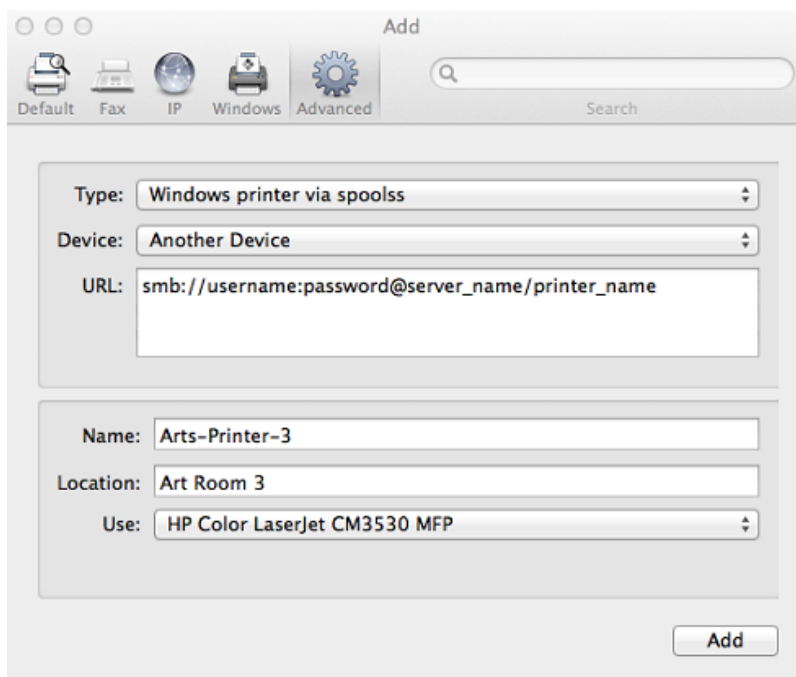 Add
Default Fax IP Windows Advanced Search
Type: Windows printer via spoolss
Device: Another Device
URL: smb://username:password@server_name/printer_name
Name: Arts-Printer-3
Location: Art Room 3
Use: HP Color LaserJet CM3530 MFP
Add